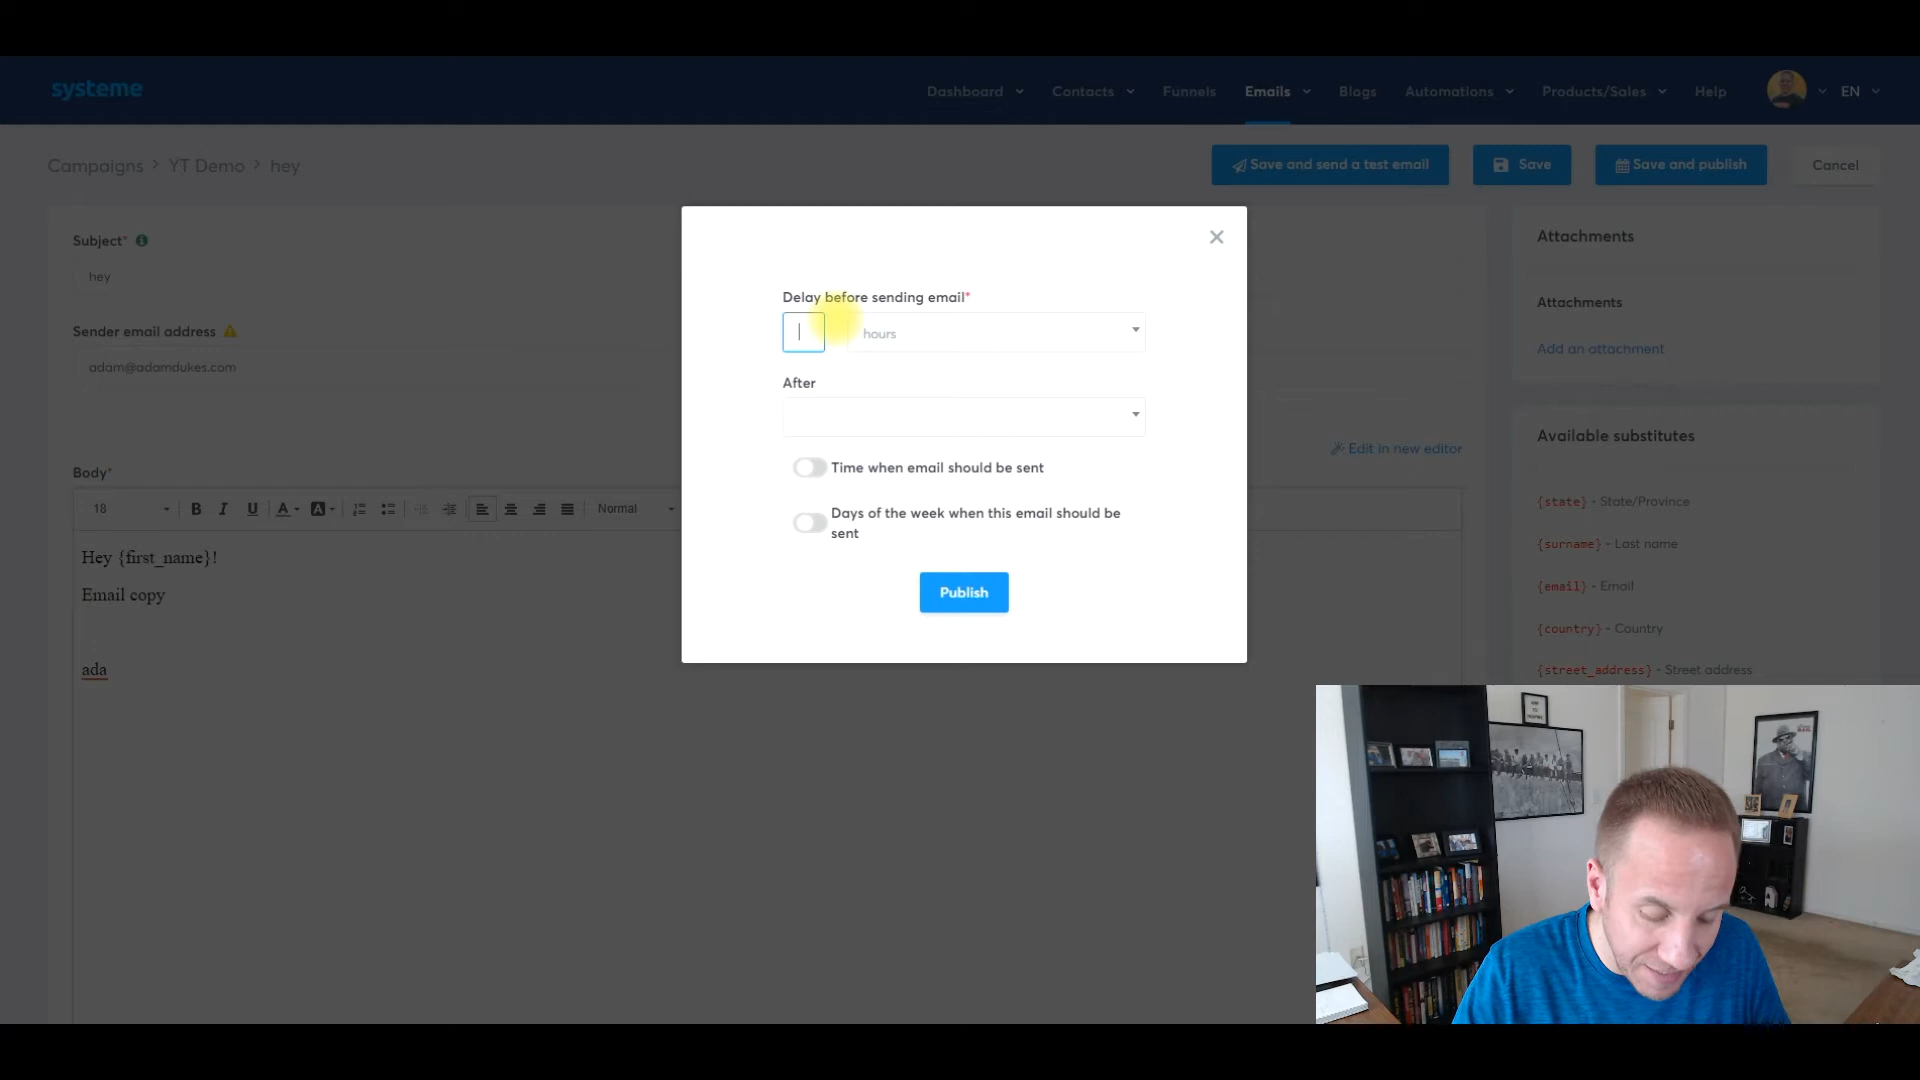 systeme
Dashboard
Contacts
Funnels
Emails
Blogs
Automations
Products/Sales
Help
EN
Campaigns > YT Demo > hey
Save and send a test email
Save
Save and publish
Cancel
Subject*
hey
Sender email address
adam@adamdukes.com
Edit in new editor
Body*
18
B I U A A
Normal
Hey {first_name}!
Email copy
ada
Delay before sending email*
hours
After
Time when email should be sent
Days of the week when this email should be
sent
Publish
Attachments
Attachments
Add an attachment
Available substitutes
{state} - State/Province
{surname} - Last name
{email} - Email
{country} - Country
{street_address} - Street address